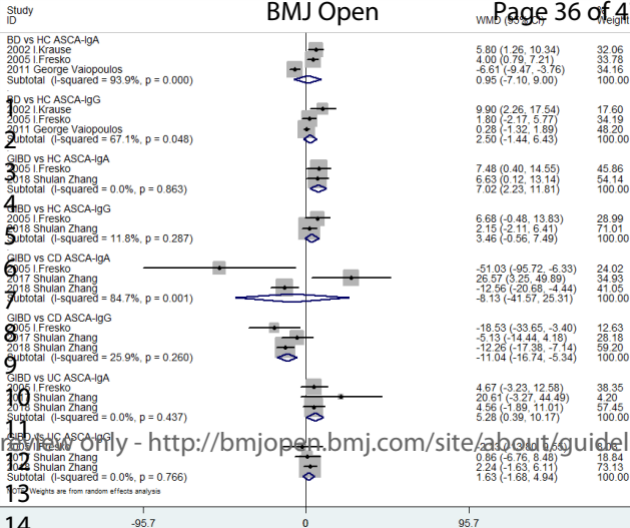 BMJ Open
Page 36 of 4
Study
ID
WMD (95% CI)
Weight
BD vs HC ASCA-IgA
2002 I.Krause 5.80 (1.26, 10.34) 32.06
2005 I.Fresko 4.00 (0.79, 7.21) 33.78
2011 George Vaiopoulos -6.61 (-9.47, -3.76) 34.16
Subtotal (I-squared = 93.9%, p = 0.000) 0.95 (-7.10, 9.00) 100.00
1
BD vs HC ASCA-IgG
2002 I.Krause 9.90 (2.26, 17.54) 17.60
2005 I.Fresko 1.80 (-2.17, 5.77) 34.19
2011 George Vaiopoulos 0.28 (-1.32, 1.89) 48.20
2
Subtotal (I-squared = 67.1%, p = 0.048) 2.50 (-1.44, 6.43) 100.00
GIBD vs HC ASCA-IgA
3
2005 I.Fresko 7.48 (0.40, 14.55) 45.86
2018 Shulan Zhang 6.63 (0.12, 13.14) 54.14
Subtotal (I-squared = 0.0%, p = 0.863) 7.02 (2.23, 11.81) 100.00
4
GIBD vs HC ASCA-IgG
2005 I.Fresko 6.68 (-0.48, 13.83) 28.99
2018 Shulan Zhang 2.15 (-2.11, 6.41) 71.01
5
Subtotal (I-squared = 11.8%, p = 0.287) 3.46 (-0.56, 7.49) 100.00
GIBD vs CD ASCA-IgA
6
2005 I.Fresko -51.03 (-95.72, -6.33) 24.02
2017 Shulan Zhang 26.57 (3.25, 49.89) 34.93
2018 Shulan Zhang -12.56 (-20.68, -4.44) 41.05
7
Subtotal (I-squared = 84.7%, p = 0.001) -8.13 (-41.57, 25.31) 100.00
GIBD vs CD ASCA-IgG
8
2005 I.Fresko -18.53 (-33.65, -3.40) 12.63
2017 Shulan Zhang -5.13 (-14.44, 4.18) 28.18
2018 Shulan Zhang -12.26 (-17.38, -7.14) 59.20
Subtotal (I-squared = 25.9%, p = 0.260) -11.04 (-16.74, -5.34) 100.00
9
GIBD vs UC ASCA-IgA
2005 I.Fresko 4.67 (-3.23, 12.58) 38.35
10
2017 Shulan Zhang 20.61 (-3.27, 44.49) 4.20
2018 Shulan Zhang 4.56 (-1.89, 11.01) 57.45
Subtotal (I-squared = 0.0%, p = 0.437) 5.28 (0.39, 10.17) 100.00
11
GIBD vs UC ASCA-IgG
review only - http://bmjopen.bmj.com/site/about/guidel
2005 I.Fresko
12
2017 Shulan Zhang 0.86 (-6.76, 8.48) 18.84
2018 Shulan Zhang 2.24 (-1.63, 6.11) 73.13
Subtotal (I-squared = 0.0%, p = 0.766) 1.63 (-1.68, 4.94) 100.00
13
NOTE: Weights are from random effects analysis
14
-95.7 0 95.7